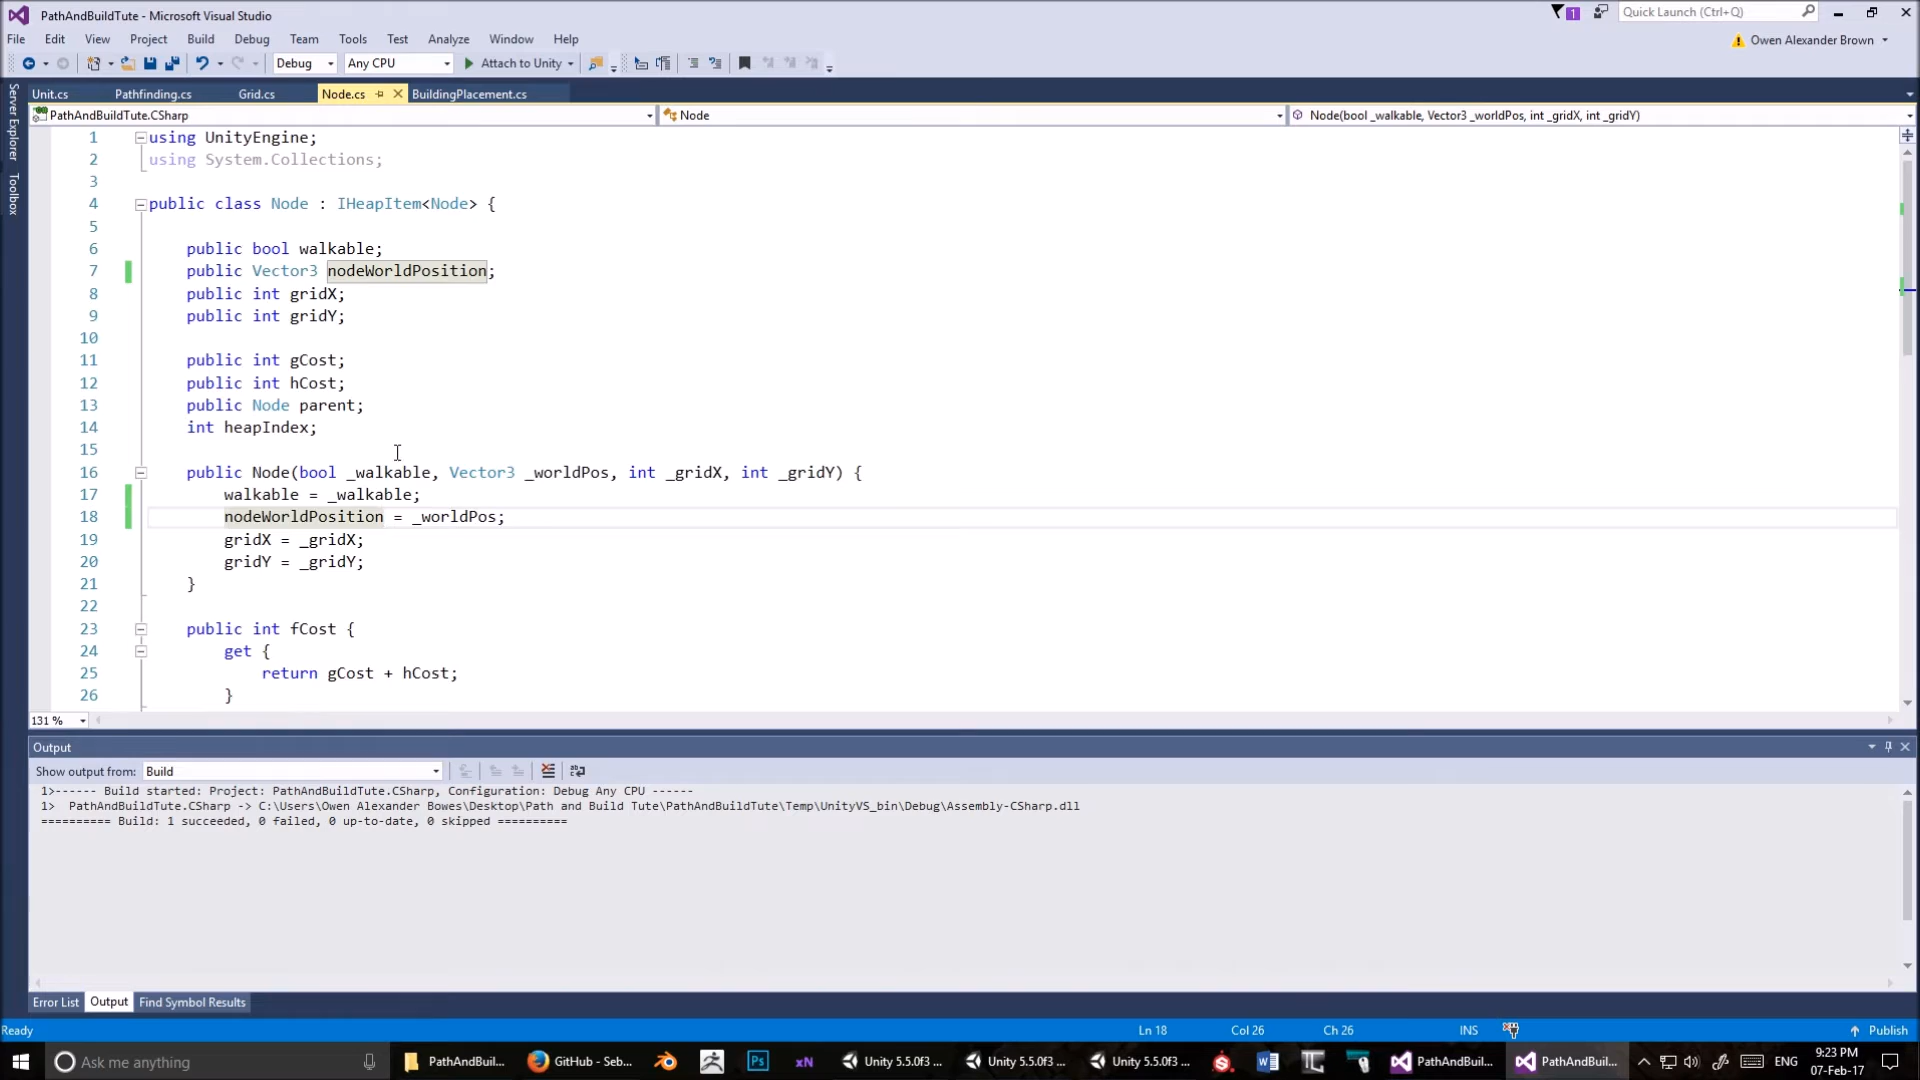 PathAndBuildTute - Microsoft Visual Studio
1
Quick Launch (Ctrl+Q)
File Edit View Project Build Debug Team Tools Test Analyze Window Help
Owen Alexander Brown
Debug Any CPU Attach to Unity
Server Explorer
Toolbox
Unit.cs Pathfinding.cs Grid.cs Node.cs BuildingPlacement.cs
PathAndBuildTute.CSharp Node Node(bool _walkable, Vector3 _worldPos, int _gridX, int _gridY)
1 using UnityEngine;
2 using System.Collections;
3
4 public class Node : IHeapItem<Node> {
5
6 public bool walkable;
7 public Vector3 nodeWorldPosition;
8 public int gridX;
9 public int gridY;
10
11 public int gCost;
12 public int hCost;
13 public Node parent;
14 int heapIndex;
15
16 public Node(bool _walkable, Vector3 _worldPos, int _gridX, int _gridY) {
17 walkable = _walkable;
18 nodeWorldPosition = _worldPos;
19 gridX = _gridX;
20 gridY = _gridY;
21 }
22
23 public int fCost {
24 get {
25 return gCost + hCost;
26 }
131 %
Output
Show output from: Build
1>------ Build started: Project: PathAndBuildTute.CSharp, Configuration: Debug Any CPU ------
1> PathAndBuildTute.CSharp -> C:\Users\Owen Alexander Bowes\Desktop\Path and Build Tute\PathAndBuildTute\Temp\UnityVS_bin\Debug\Assembly-CSharp.dll
========== Build: 1 succeeded, 0 failed, 0 up-to-date, 0 skipped ==========
Error List Output Find Symbol Results
Ready Ln 18 Col 26 Ch 26 INS Publish
Ask me anything PathAndBuil... GitHub - Seb... Ps xN Unity 5.5.0f3 ... Unity 5.5.0f3 ... Unity 5.5.0f3 ... PathAndBuil... PathAndBuil... ENG 9:23 PM
07-Feb-17